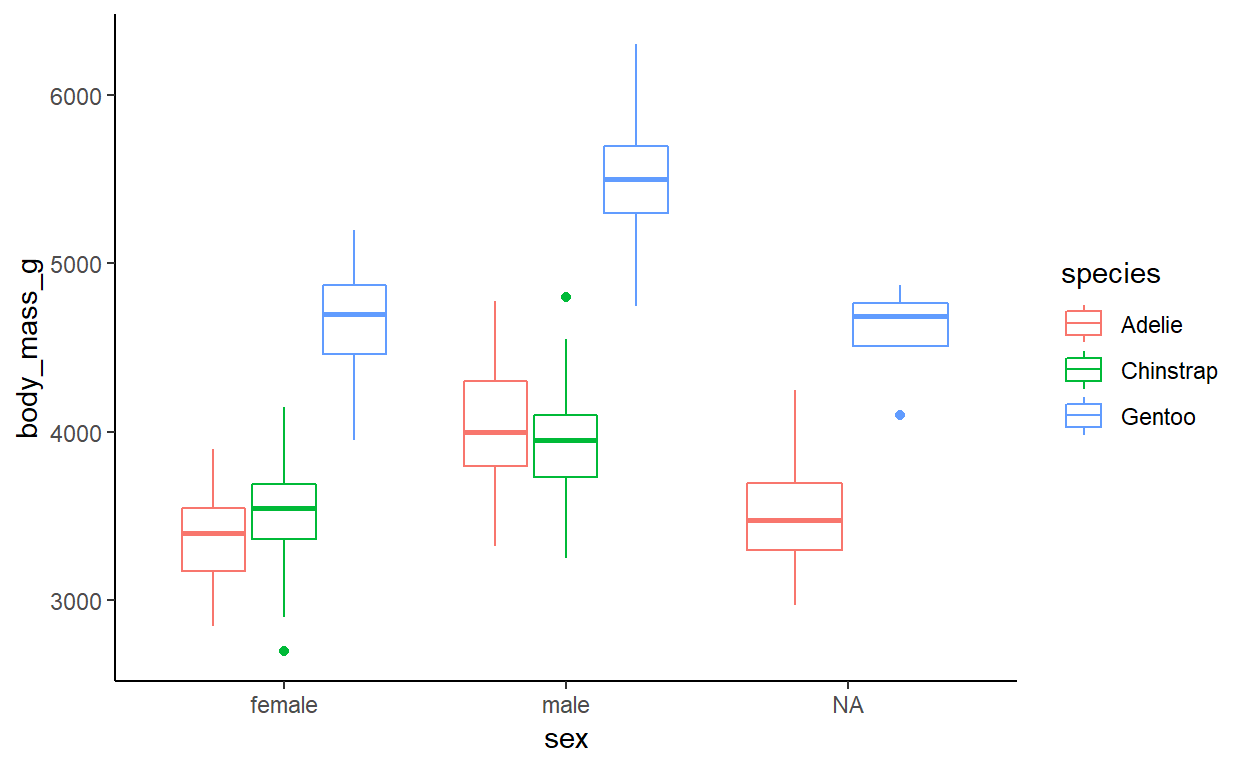 6000
5000
4000
3000
body_mass_g
female
male
NA
sex
species
Adelie
Chinstrap
Gentoo